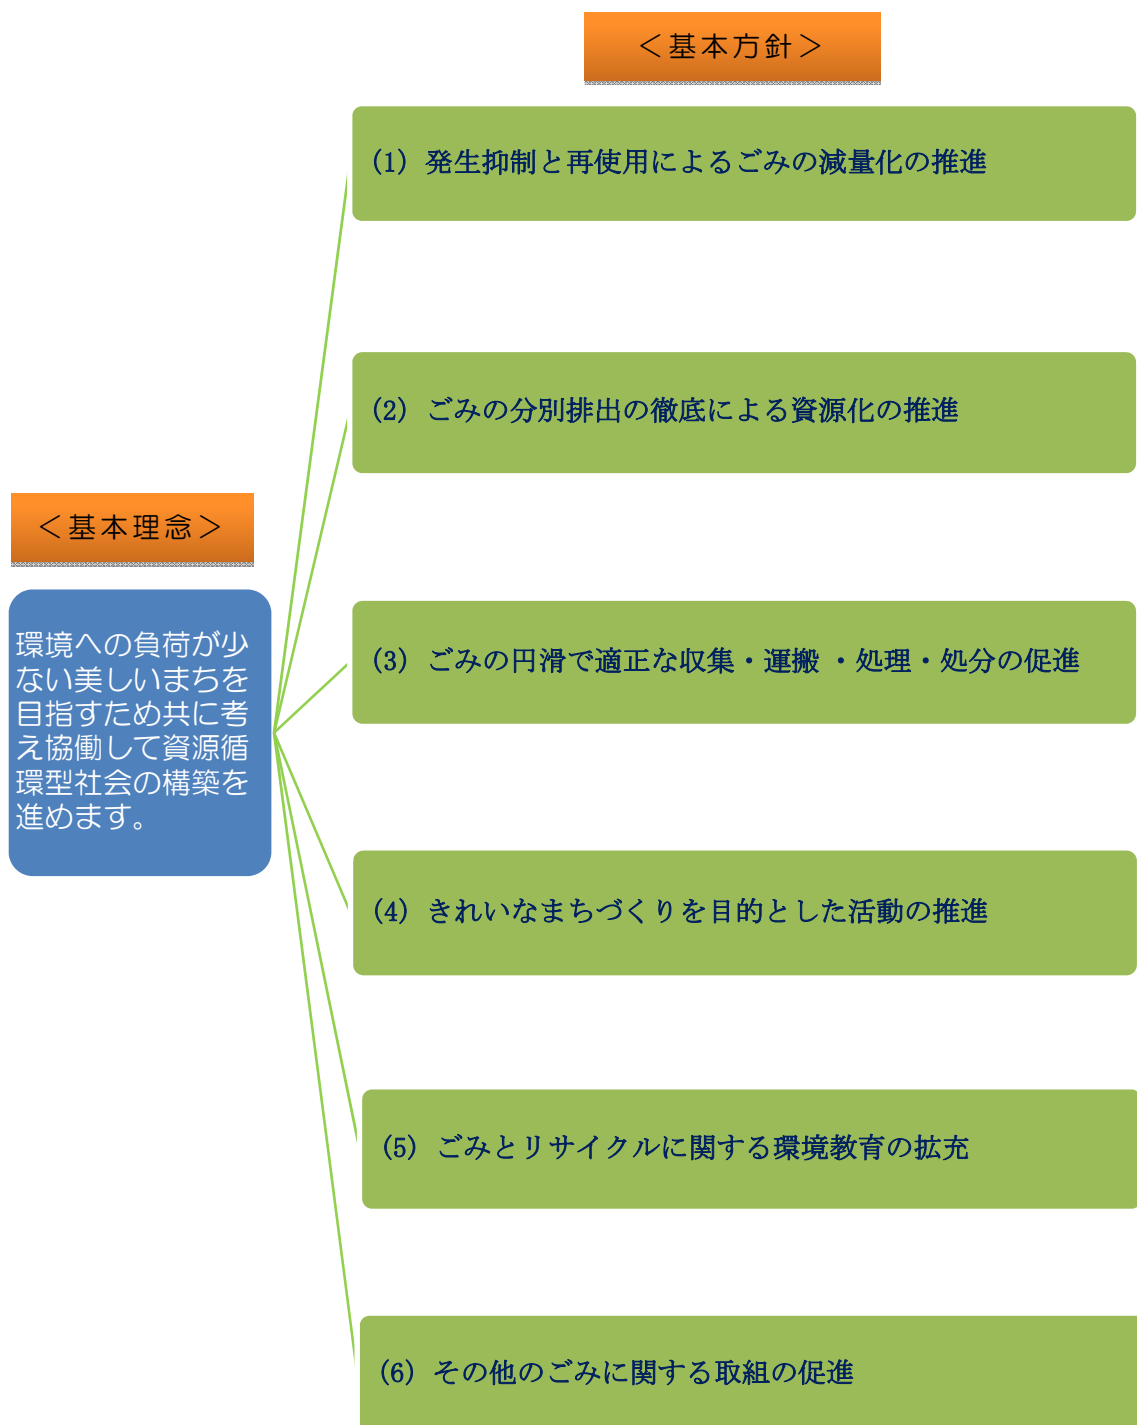 ＜基本方針＞
(1) 発生抑制と再使用によるごみの減量化の推進
(2) ごみの分別排出の徹底による資源化の推進
＜基本理念＞
環境への負荷が少
ない美しいまちを
目指すため共に考
え協働して資源循
環型社会の構築を
進めます。
(3) ごみの円滑で適正な収集・運搬 ・処理・処分の促進
(4) きれいなまちづくりを目的とした活動の推進
(5) ごみとリサイクルに関する環境教育の拡充
(6) その他のごみに関する取組の促進